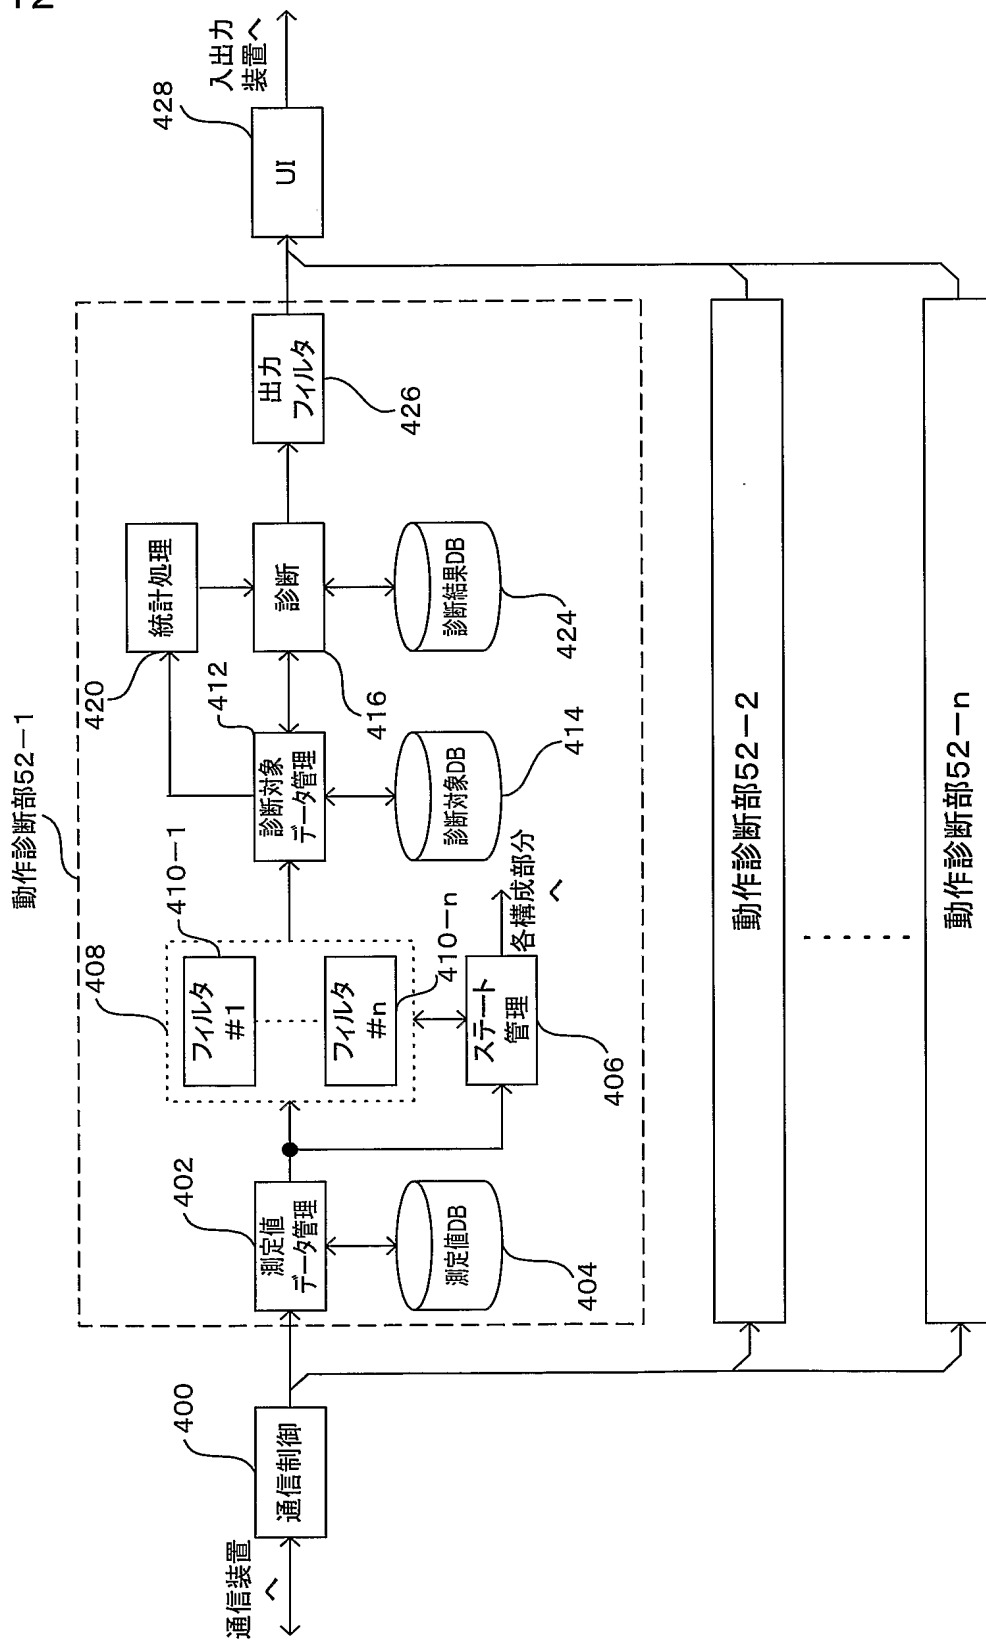 12
動作診断部52-1
408
410-1
フィルタ
#1
フィルタ
#n
410-n
420
統計処理
412
診断対象
データ管理
診断
416
出力
フィルタ
426
428
UI
入出力
装置へ
400
通信制御
通信装置
へ
402
測定値
データ管理
測定値DB
404
ステート
管理
406
各構成部分
へ
診断対象DB
414
診断結果DB
424
動作診断部52-2
動作診断部52-n